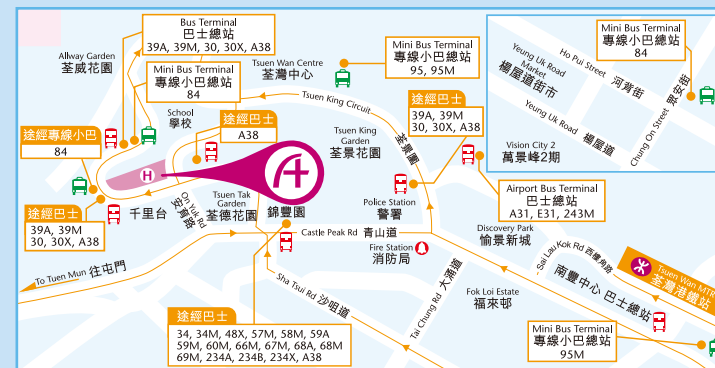 Bus Terminal
巴士總站
39A, 39M, 30, 30X, A38
Allway Garden
荃威花園
Mini Bus Terminal
專線小巴總站
84
School
學校
途經專線小巴
84
途經巴士
A38
Tsuen Wan Centre
荃灣中心
Mini Bus Terminal
專線小巴總站
95, 95M
Tsuen King Circuit
荃景圍
Tsuen King
Garden
荃景花園
途經巴士
39A, 39M
30, 30X, A38
Mini Bus Terminal
專線小巴總站
84
Yeung Uk Road
Market
楊屋道街市
Ho Pui Street 河背街
Yeung Uk Road 楊屋道
Chung On Street 眾安街
Vision City 2
萬景峰2期
Airport Bus Terminal
巴士總站
A31, E31, 243M
H
途經巴士
39A, 39M
30, 30X, A38
千里台
On Yuk Rd
安育路
Tsuen Tak
Garden
荃德花園
錦豐園
Police Station
警署
Castle Peak Rd 青山道
Fire Station
消防局
Discovery Park
愉景新城
Sai Lau Kok Rd 西樓角路
Tsuen Wan MTR
荃灣港鐵站
南豐中心 巴士總站
To Tuen Mun 往屯門
Sha Tsui Rd 沙咀道
Tai Chung Rd 大涌道
Fok Loi Estate
福來邨
途經巴士
34, 34M, 48X, 57M, 58M, 59A
59M, 60M, 66M, 67M, 68A, 68M
69M, 234A, 234B, 234X, A38
Mini Bus Terminal
專線小巴總站
95M